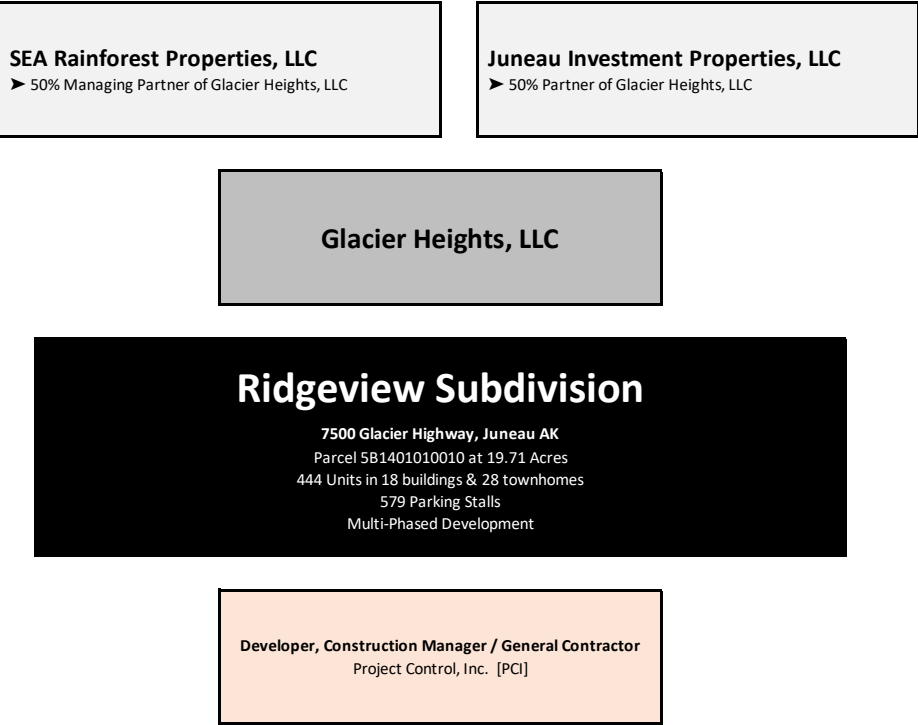 SEA Rainforest Properties, LLC
➤ 50% Managing Partner of Glacier Heights, LLC
Juneau Investment Properties, LLC
➤ 50% Partner of Glacier Heights, LLC
Glacier Heights, LLC
Ridgeview Subdivision
7500 Glacier Highway, Juneau AK
Parcel 5B1401010010 at 19.71 Acres
444 Units in 18 buildings & 28 townhomes
579 Parking Stalls
Multi-Phased Development
Developer, Construction Manager / General Contractor
Project Control, Inc. [PCI]